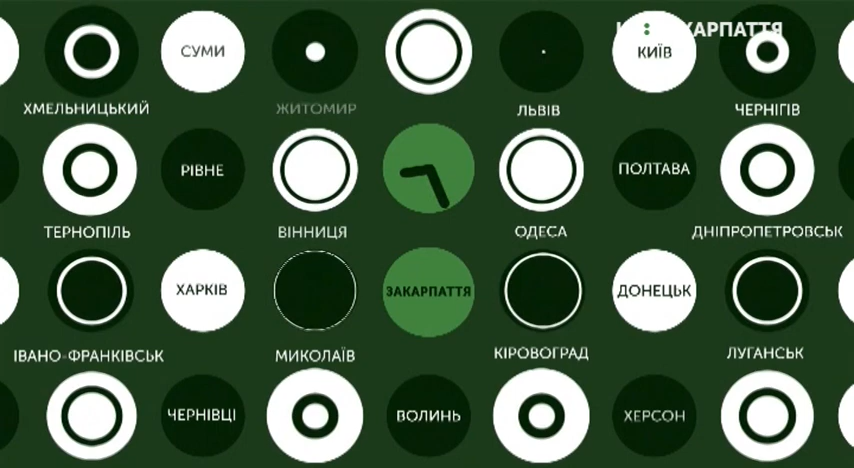 СУМИ
КИЇВ
КАРПАТТЯ
ХМЕЛЬНИЦЬКИЙ
ЖИТОМИР
ЛЬВІВ
ЧЕРНІГІВ
РІВНЕ
ПОЛТАВА
ТЕРНОПІЛЬ
ВІННИЦЯ
ОДЕСА
ДНІПРОПЕТРОВСЬК
ХАРКІВ
ЗАКАРПАТТЯ
ДОНЕЦЬК
ІВАНО-ФРАНКІВСЬК
МИКОЛАЇВ
КІРОВОГРАД
ЛУГАНСЬК
ЧЕРНІВЦІ
ВОЛИНЬ
ХЕРСОН